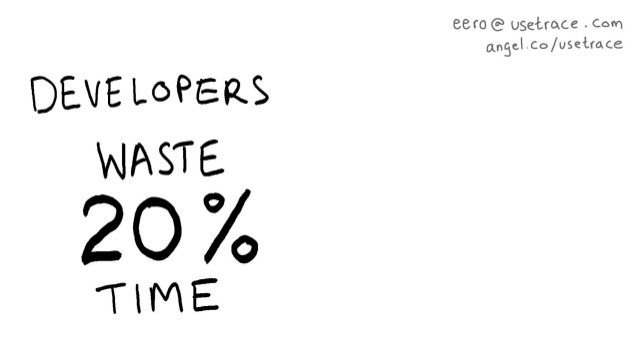 eero@usetrace.com
angel.co/usetrace
DEVELOPERS
WASTE
20%
TIME